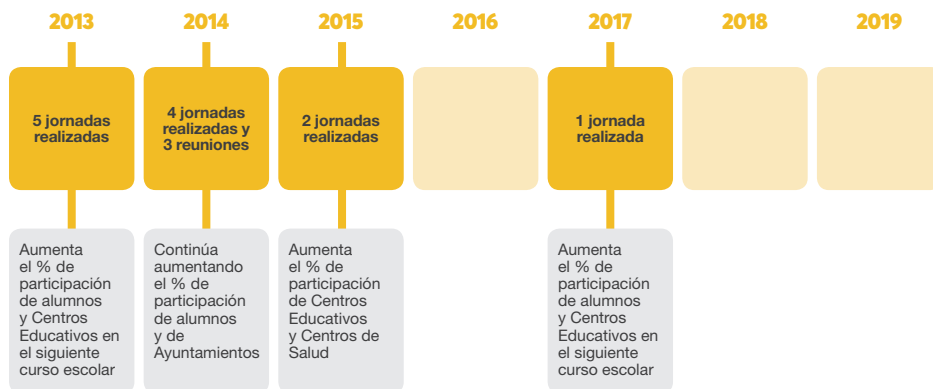 2013 2014 2015 2016 2017 2018 2019
5 jornadas
realizadas
4 jornadas
realizadas y
3 reuniones
2 jornadas
realizadas
1 jornada
realizada
Aumenta
el % de
participación
de alumnos
y Centros
Educativos en
el siguiente
curso escolar
Continúa
aumentando
el % de
participación
de alumnos
y de
Ayuntamientos
Aumenta
el % de
participación
de Centros
Educativos
y Centros de
Salud
Aumenta
el % de
participación
de alumnos
y Centros
Educativos en
el siguiente
curso escolar